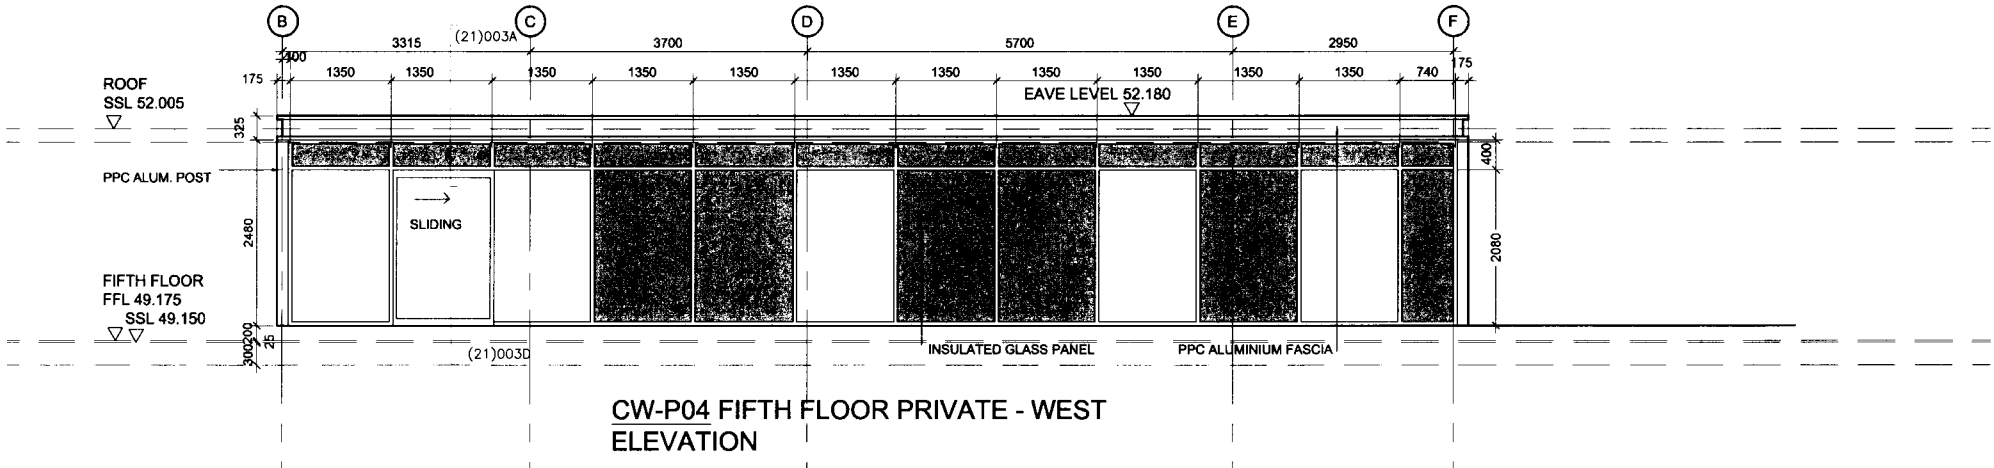 B C D E F
(21)003A
3315 3700 5700 2950
400
175 1350 1350 1350 1350 1350 1350 1350 1350 1350 1350 1350 740 175
ROOF
SSL 52.005
EAVE LEVEL 52.180
325
400
PPC ALUM. POST
SLIDING
2480
2080
FIFTH FLOOR
FFL 49.175
SSL 49.150
200
25
300
(21)003D
INSULATED GLASS PANEL
PPC ALUMINIUM FASCIA
CW-P04 FIFTH FLOOR PRIVATE - WEST
ELEVATION